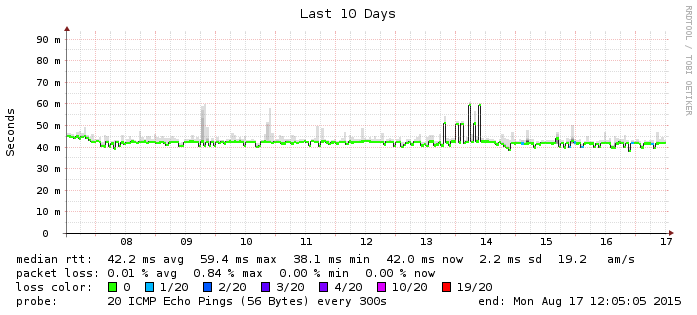 Last 10 Days
RRDTOOL / TOBI OETIKER
Seconds
90 m
80 m
70 m
60 m
50 m
40 m
30 m
20 m
10 m
0
08 09 10 11 12 13 14 15 16 17
median rtt: 42.2 ms avg 59.4 ms max 38.1 ms min 42.0 ms now 2.2 ms sd 19.2 am/s
packet loss: 0.01 % avg 0.84 % max 0.00 % min 0.00 % now
loss color: 0 1/20 2/20 3/20 4/20 10/20 19/20
probe: 20 ICMP Echo Pings (56 Bytes) every 300s end: Mon Aug 17 12:05:05 2015